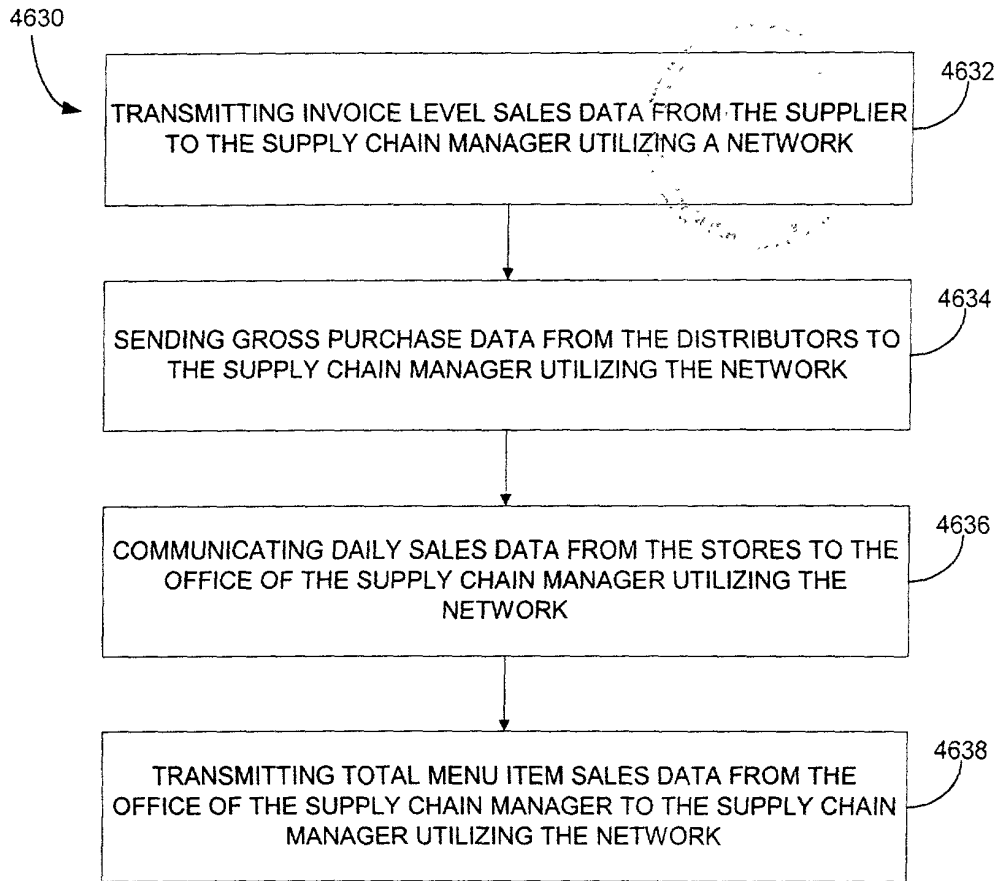 4630
4632
TRANSMITTING INVOICE LEVEL SALES DATA FROM THE SUPPLIER
TO THE SUPPLY CHAIN MANAGER UTILIZING A NETWORK
4634
SENDING GROSS PURCHASE DATA FROM THE DISTRIBUTORS TO
THE SUPPLY CHAIN MANAGER UTILIZING THE NETWORK
4636
COMMUNICATING DAILY SALES DATA FROM THE STORES TO THE
OFFICE OF THE SUPPLY CHAIN MANAGER UTILIZING THE
NETWORK
4638
TRANSMITTING TOTAL MENU ITEM SALES DATA FROM THE
OFFICE OF THE SUPPLY CHAIN MANAGER TO THE SUPPLY CHAIN
MANAGER UTILIZING THE NETWORK